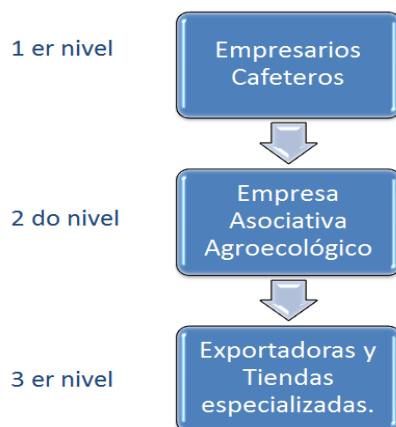 1 er nivel
Empresarios
Cafeteros
2 do nivel
Empresa
Asociativa
Agroecológico
3 er nivel
Exportadoras y
Tiendas
especializadas.